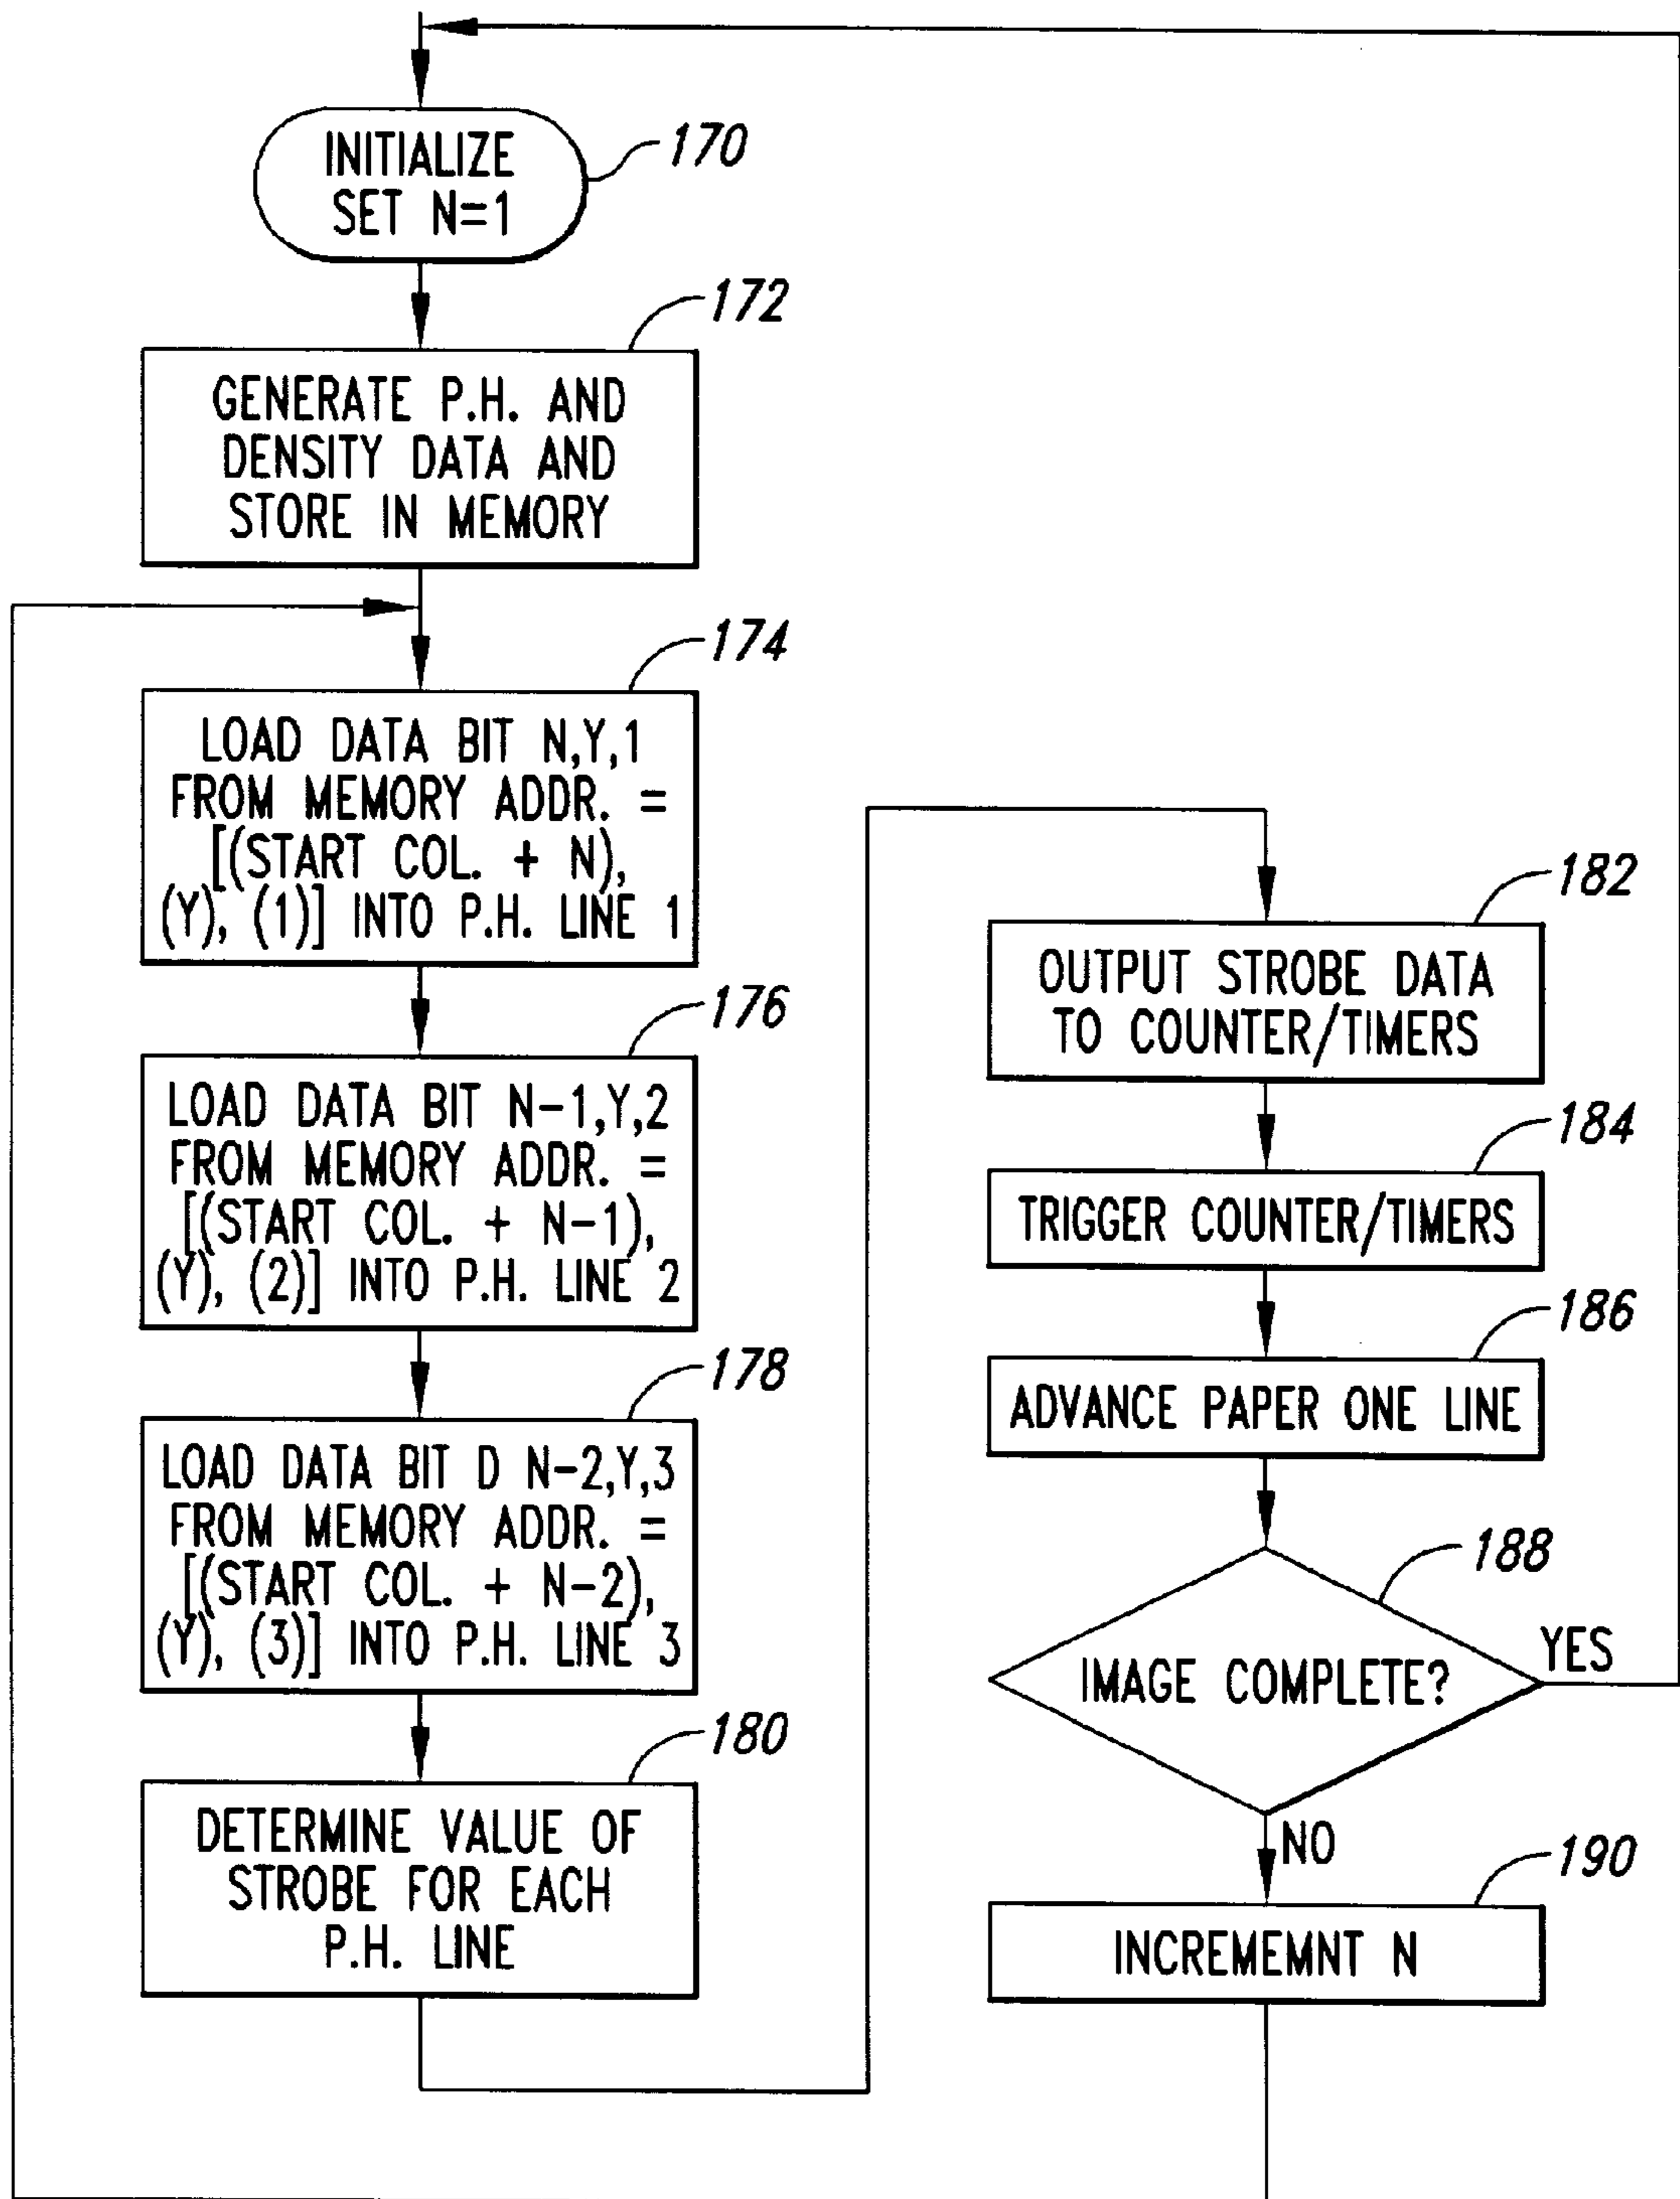 INITIALIZE
SET N=1
170
172
GENERATE P.H. AND
DENSITY DATA AND
STORE IN MEMORY
174
LOAD DATA BIT N,Y,1
FROM MEMORY ADDR. =
[(START COL. + N),
(Y), (1)] INTO P.H. LINE 1
176
LOAD DATA BIT N-1,Y,2
FROM MEMORY ADDR. =
[(START COL. + N-1),
(Y), (2)] INTO P.H. LINE 2
178
LOAD DATA BIT D N-2,Y,3
FROM MEMORY ADDR. =
[(START COL. + N-2),
(Y), (3)] INTO P.H. LINE 3
180
DETERMINE VALUE OF
STROBE FOR EACH
P.H. LINE
182
OUTPUT STROBE DATA
TO COUNTER/TIMERS
184
TRIGGER COUNTER/TIMERS
186
ADVANCE PAPER ONE LINE
188
IMAGE COMPLETE?
YES
NO
190
INCREMEMNT N